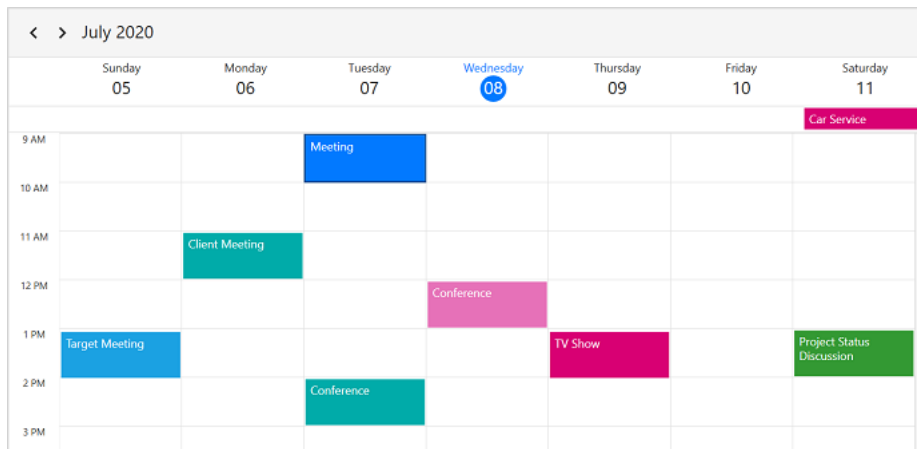 July 2020
Sunday Monday Tuesday Wednesday Thursday Friday Saturday
05 06 07 08 09 10 11
Car Service
9 AM
Meeting
10 AM
11 AM
Client Meeting
12 PM
Conference
1 PM
Target Meeting
TV Show
Project Status
Discussion
2 PM
Conference
3 PM